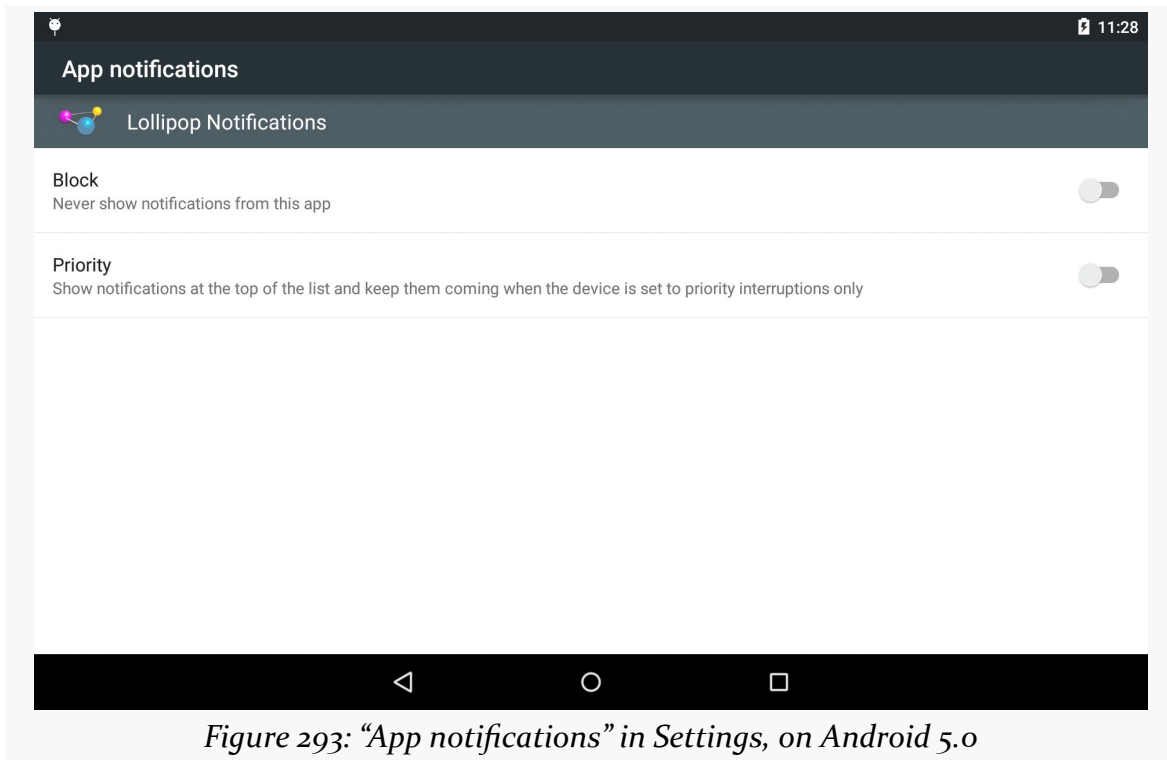 11:28
App notifications
Lollipop Notifications
Block
Never show notifications from this app
Priority
Show notifications at the top of the list and keep them coming when the device is set to priority interruptions only
Figure 293: “App notifications” in Settings, on Android 5.0